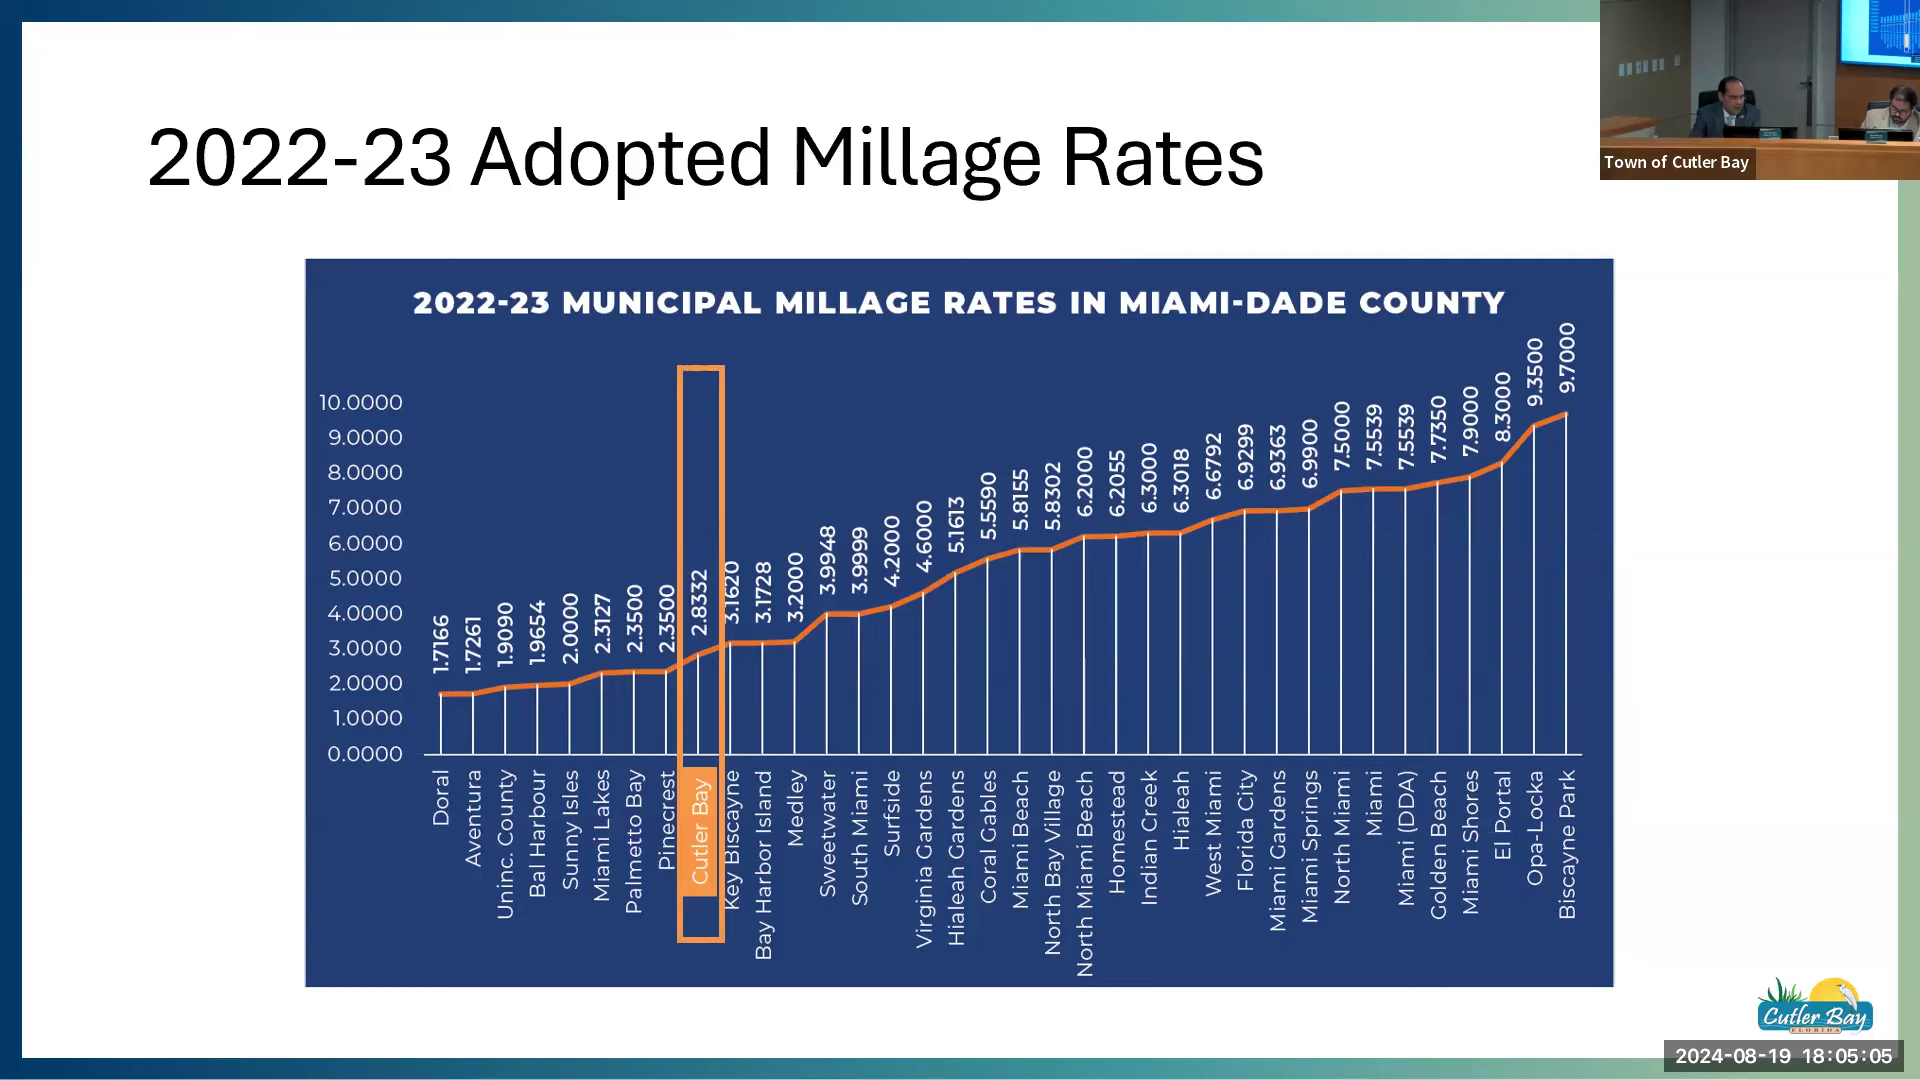 2022-23 Adopted Millage Rates
Town of Cutler Bay
2022-23 MUNICIPAL MILLAGE RATES IN MIAMI-DADE COUNTY
10.0000
9.0000
8.0000
7.0000
6.0000
5.0000
4.0000
3.0000
2.0000
1.0000
0.0000
1.7166
1.7261
1.9090
1.9654
2.0000
2.3127
2.3500
2.3500
2.8332
3.1620
3.1728
3.2000
3.9948
3.9999
4.2000
4.6000
5.1613
5.5590
5.8155
5.8302
6.2000
6.2055
6.3000
6.3018
6.6792
6.9299
6.9363
6.9900
7.5000
7.5539
7.5539
7.7350
7.9000
8.3000
9.3500
9.7000
Doral
Aventura
Uninc. County
Bal Harbour
Sunny Isles
Miami Lakes
Palmetto Bay
Pinecrest
Cutler Bay
Key Biscayne
Bay Harbor Island
Medley
Sweetwater
South Miami
Surfside
Virginia Gardens
Hialeah Gardens
Coral Gables
Miami Beach
North Bay Village
North Miami Beach
Homestead
Indian Creek
Hialeah
West Miami
Florida City
Miami Gardens
Miami Springs
North Miami
Miami
Miami (DDA)
Golden Beach
Miami Shores
El Portal
Opa-Locka
Biscayne Park
Cutler Bay
FLORIDA
2024-08-19 18:05:05